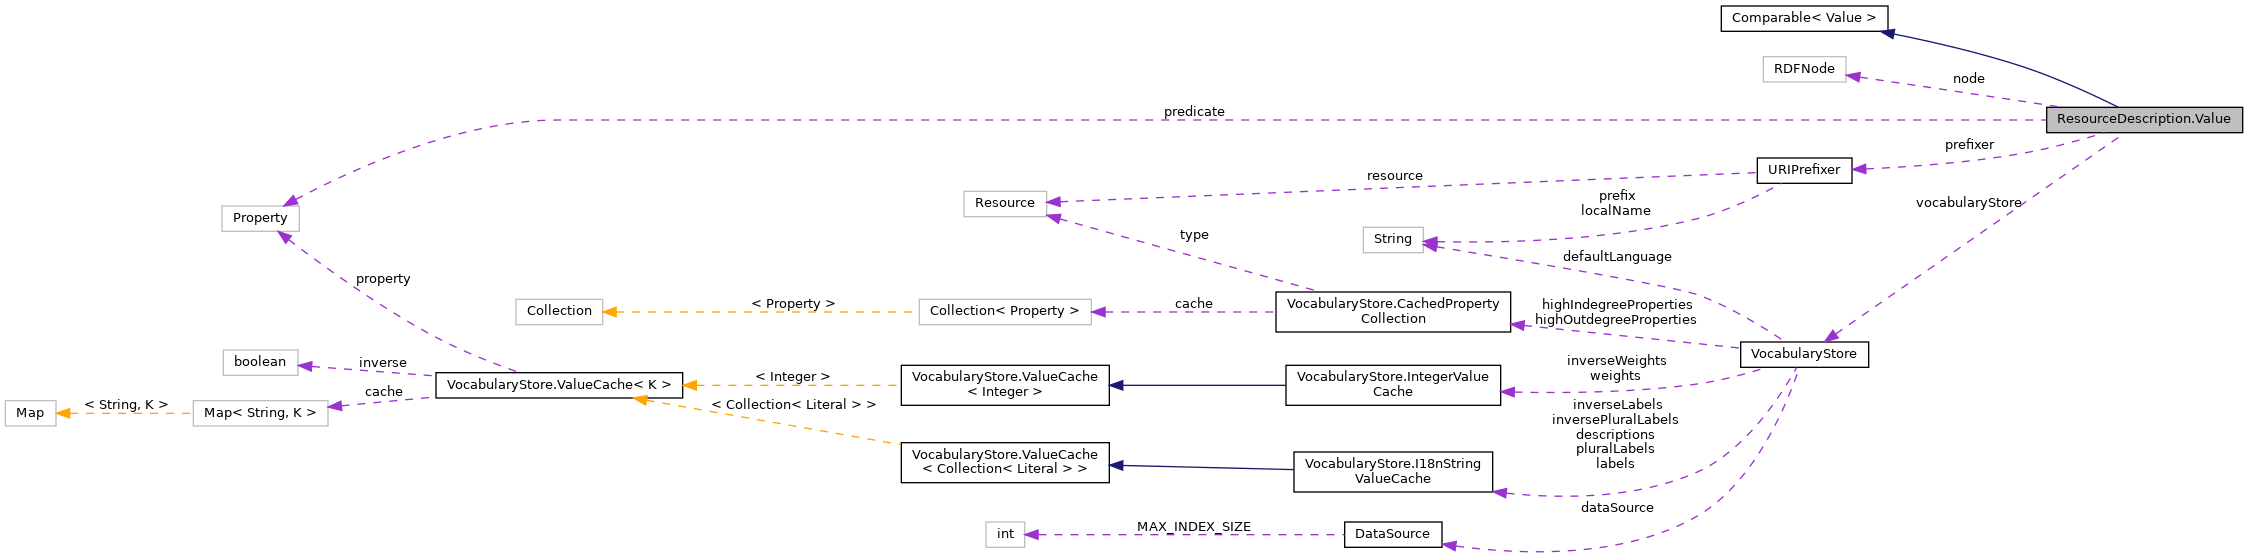 Comparable< Value >
RDFNode
node
predicate
ResourceDescription.Value
prefixer
URIPrefixer
resource
Resource
prefix
localName
vocabularyStore
Property
type
String
defaultLanguage
property
Collection
< Property >
Collection< Property >
cache
VocabularyStore.CachedProperty
Collection
highIndegreeProperties
highOutdegreeProperties
VocabularyStore
boolean
inverse
VocabularyStore.ValueCache< K >
< Integer >
VocabularyStore.ValueCache
< Integer >
VocabularyStore.IntegerValue
Cache
inverseWeights
weights
cache
Map
< String, K >
Map< String, K >
< Collection< Literal > >
inverseLabels
inversePluralLabels
descriptions
pluralLabels
labels
VocabularyStore.ValueCache
< Collection< Literal > >
VocabularyStore.I18nString
ValueCache
dataSource
int
MAX_INDEX_SIZE
DataSource